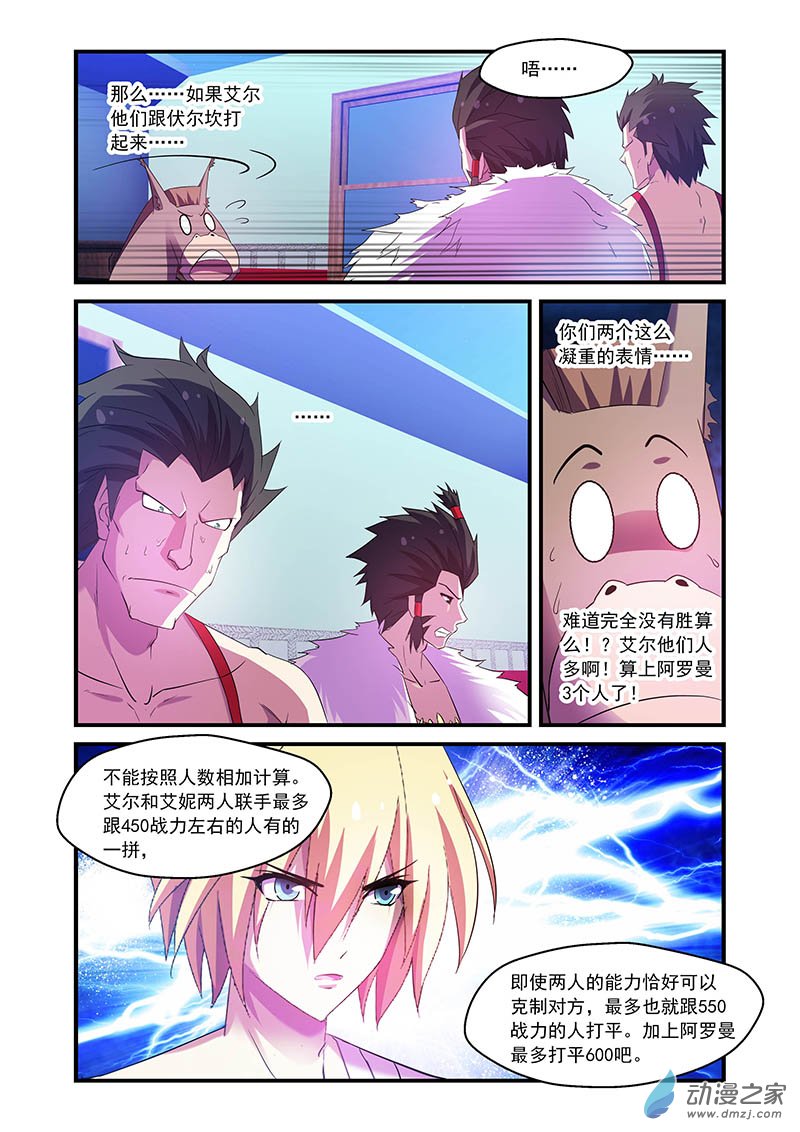 那么……如果艾尔
他们跟伏尔坎打
起来……
唔……
……
你们两个这么
凝重的表情……
难道完全没有胜算
么！？艾尔他们人
多啊！算上阿罗曼
3个人了！
不能按照人数相加计算。
艾尔和艾妮两人联手最多
跟450战力左右的人有的
一拼，
即使两人的能力恰好可以
克制对方，最多也就跟550
战力的人打平。加上阿罗曼
最多打平600吧。
动漫之家
www.dmzj.com